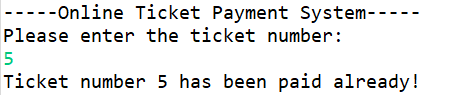 -----Online Ticket Payment System-----
Please enter the ticket number:
5
Ticket number 5 has been paid already!